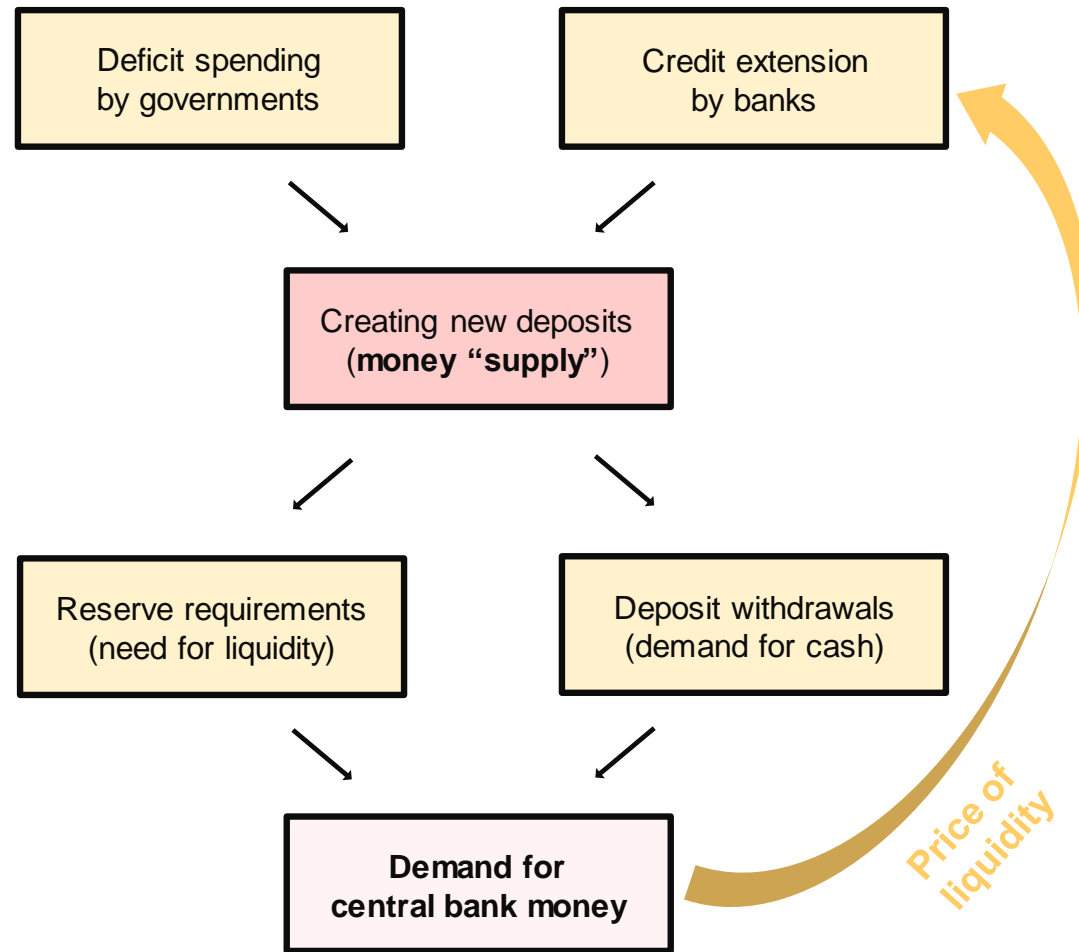 Deficit spending
by governments
Credit extension
by banks
Creating new deposits
(money “supply”)
Reserve requirements
(need for liquidity)
Deposit withdrawals
(demand for cash)
Demand for
central bank money
Price of
liquidity